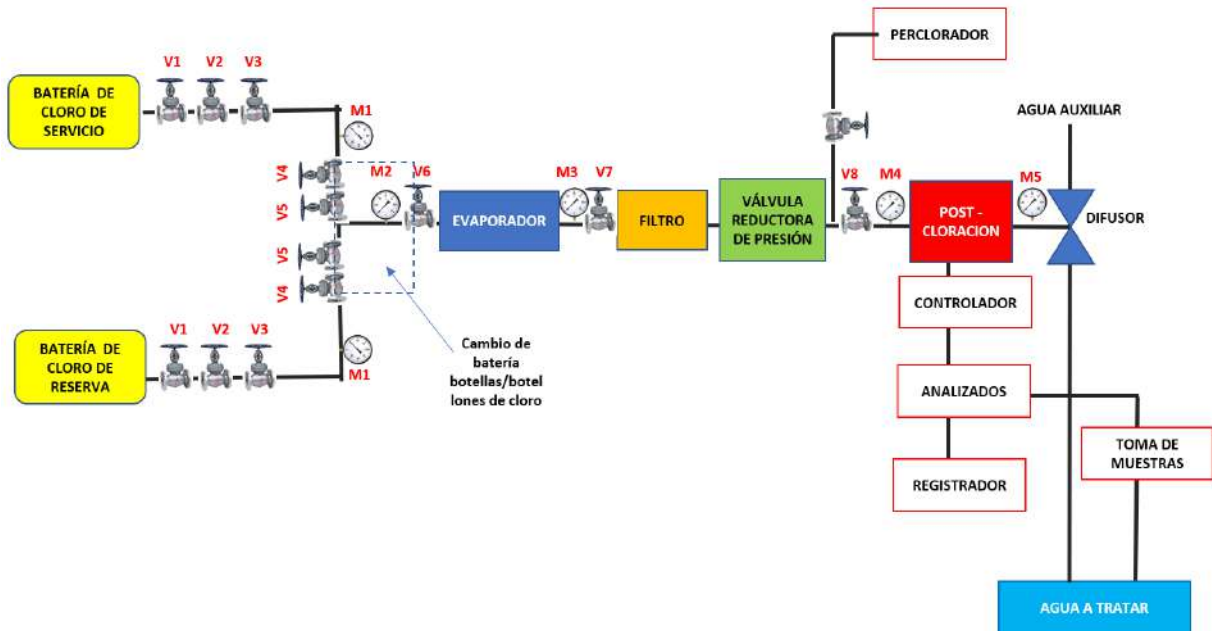 PERCLORADOR
V1
V2
V3
BATERÍA DE
CLORO DE
SERVICIO
M1
AGUA AUXILIAR
V4
M2
V6
M3
V7
V8
M4
M5
V5
EVAPORADOR
FILTRO
VÁLVULA
REDUCTORA
DE PRESIÓN
POST -
CLORACION
DIFUSOR
V5
V4
CONTROLADOR
V1
V2
V3
BATERÍA DE
CLORO DE
RESERVA
M1
Cambio de
batería
botellas/botel
lones de cloro
ANALIZADOS
TOMA DE
MUESTRAS
REGISTRADOR
AGUA A TRATAR